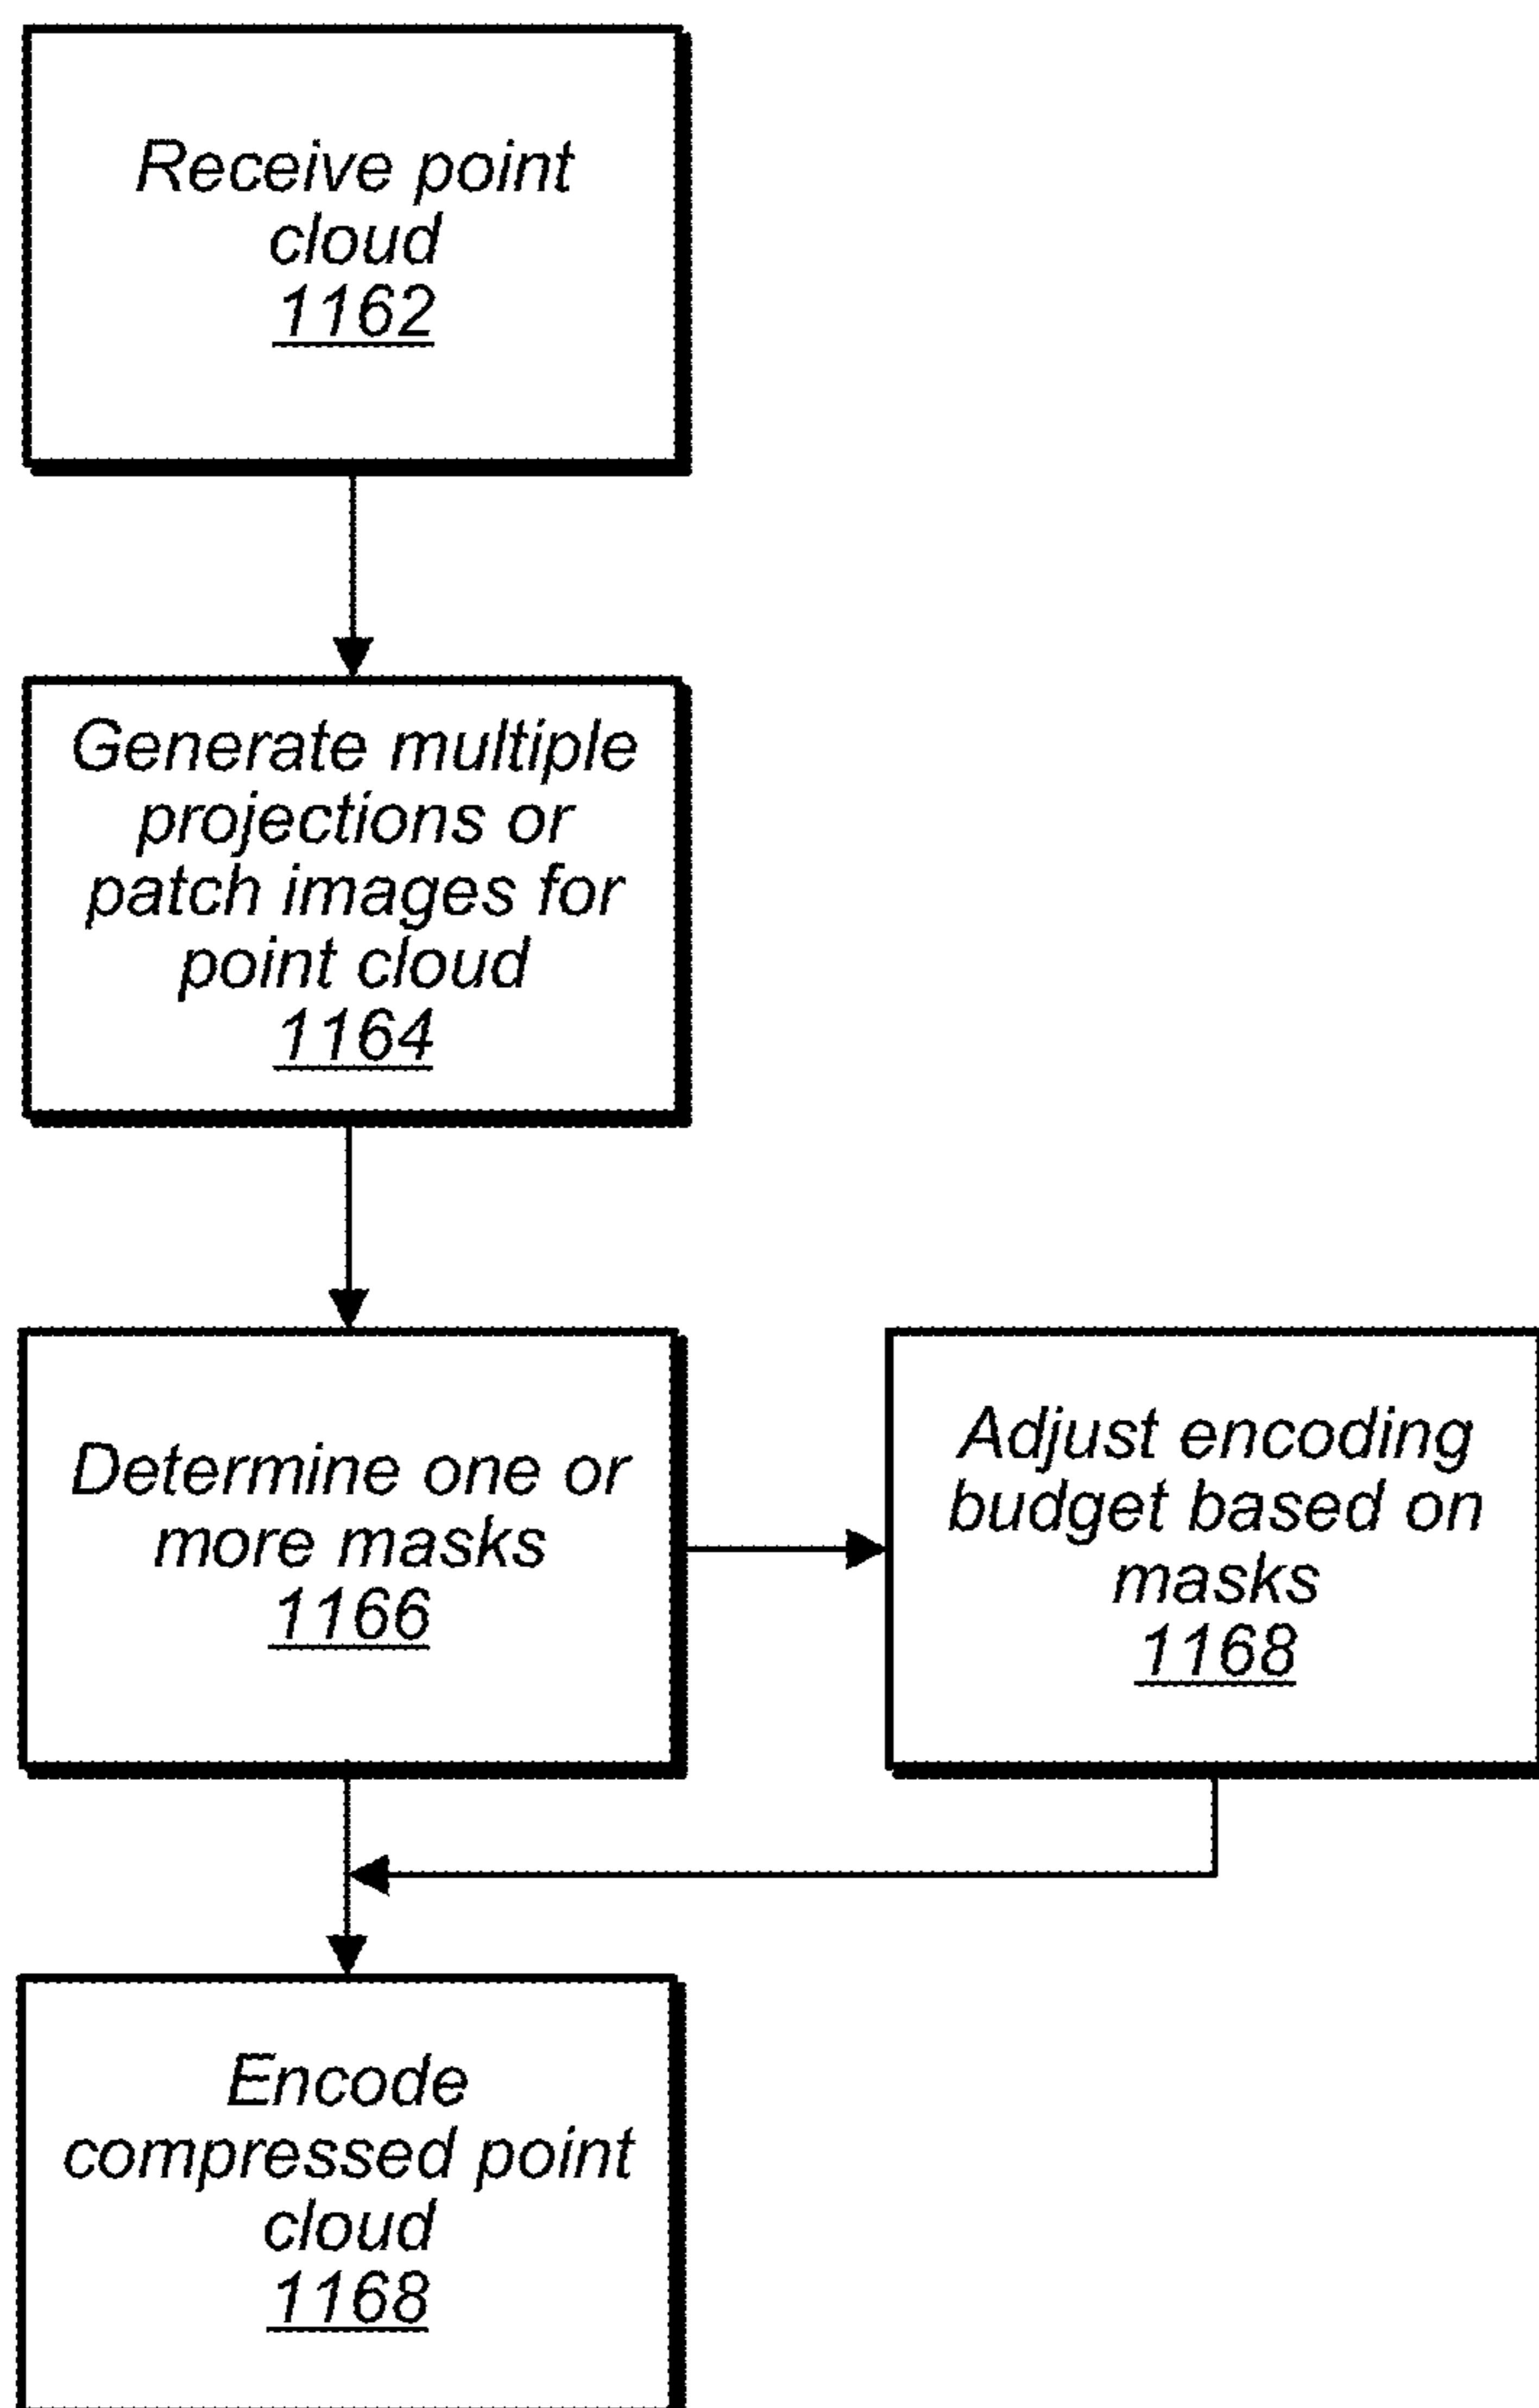 Receive point
cloud
1162
Generate multiple
projections or
patch images for
point cloud
1164
Determine one or
more masks
1166
Adjust encoding
budget based on
masks
1168
Encode
compressed point
cloud
1168